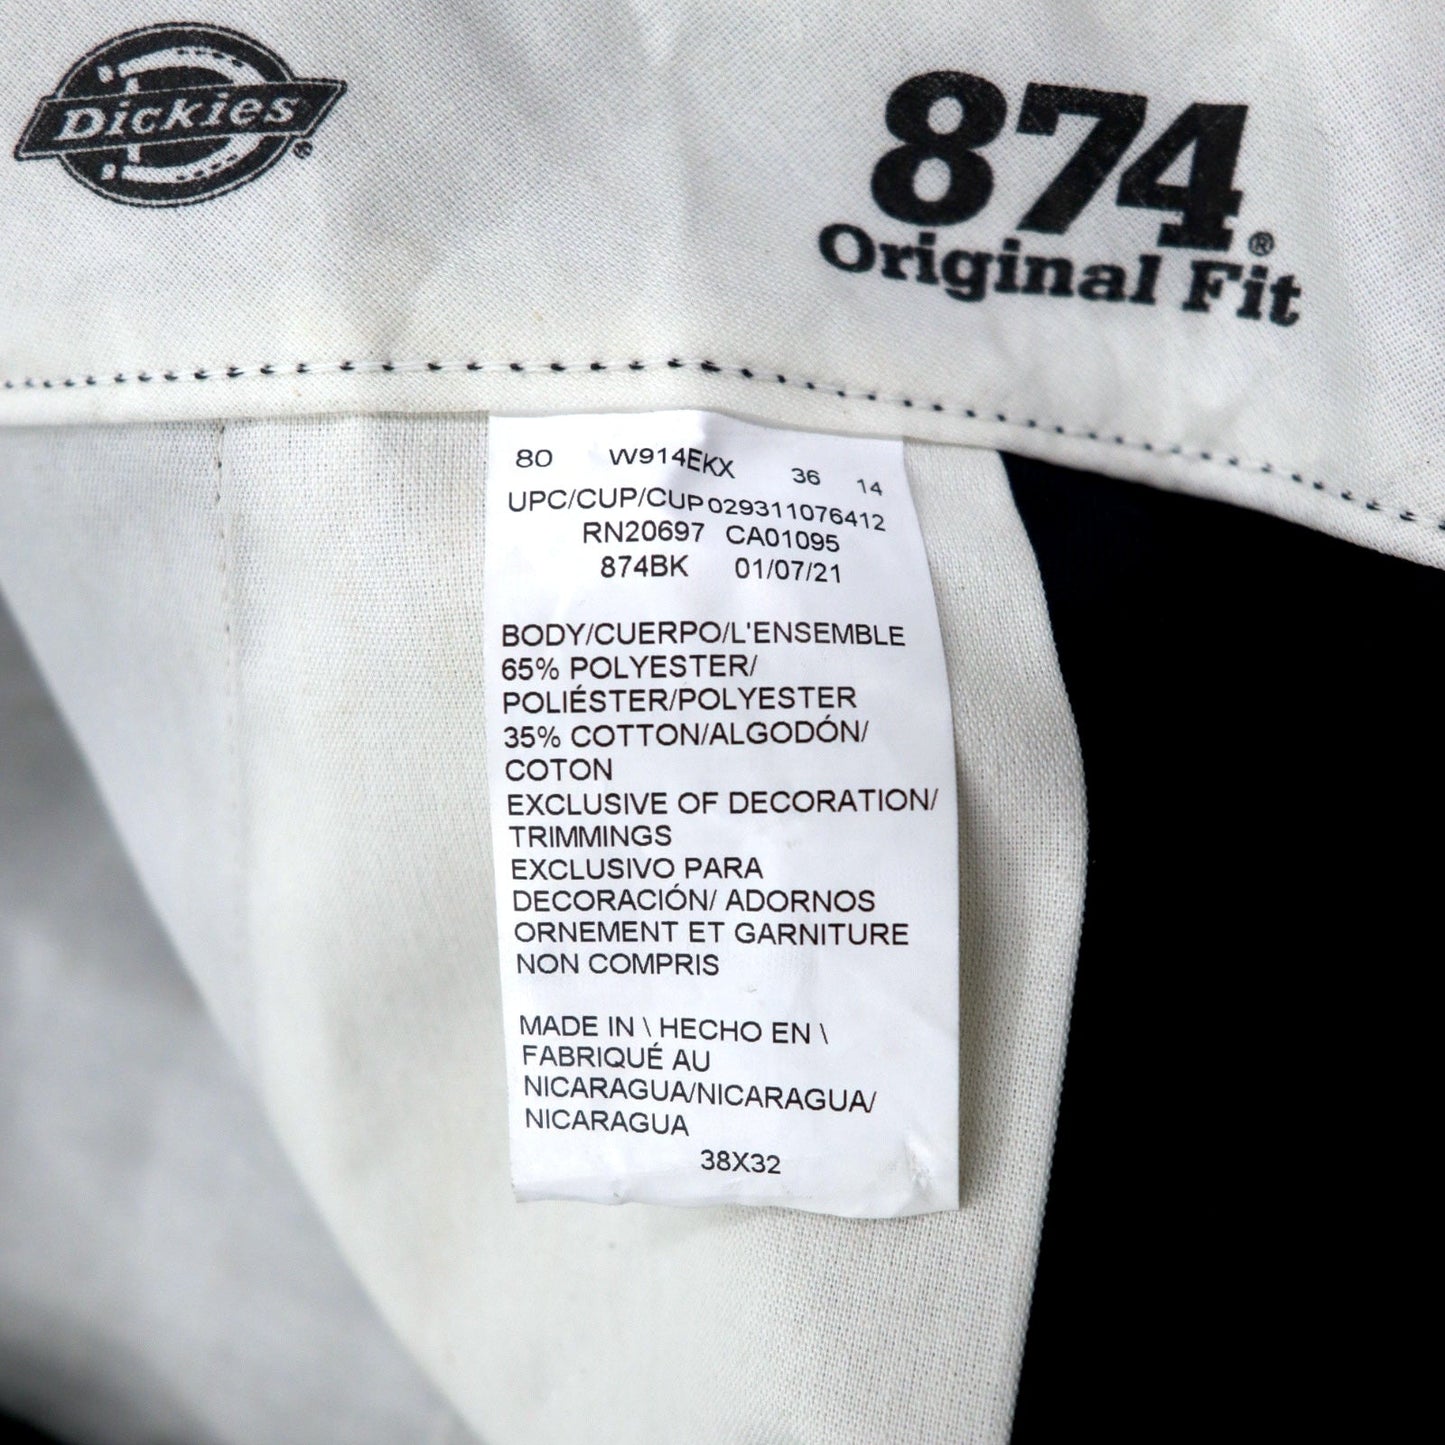 Dickies®
874®
Original Fit
80 W914EKX 36 14
UPC/CUP/CUP029311076412
RN20697 CA01095
874BK 01/07/21
BODY/CUERPO/L'ENSEMBLE
65% POLYESTER/
POLIÉSTER/POLYESTER
35% COTTON/ALGODÓN/
COTON
EXCLUSIVE OF DECORATION/
TRIMMINGS
EXCLUSIVO PARA
DECORACIÓN/ ADORNOS
ORNEMENT ET GARNITURE
NON COMPRIS
MADE IN \ HECHO EN \
FABRIQUÉ AU
NICARAGUA/NICARAGUA/
NICARAGUA
38X32